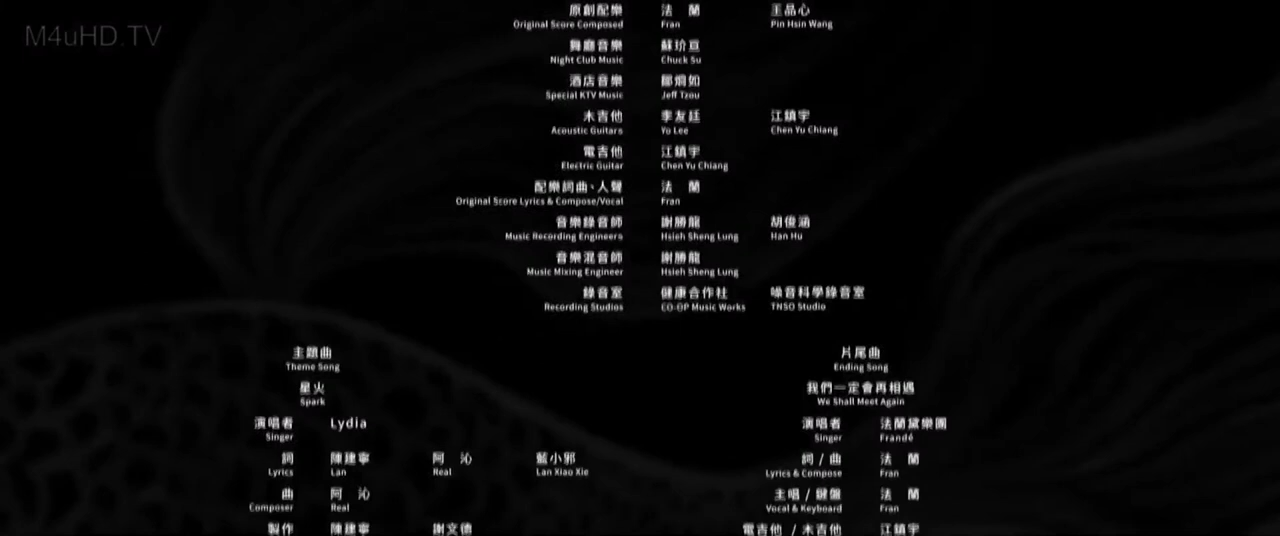 M4uHD.TV
原創配樂 法 蘭 王品心
Original Score Composed Fran Pin Hsin Wang
舞廳音樂 蘇玠亘
Night Club Music Chuck Su
酒店音樂 鄒烱如
Special KTV Music Jeff Tzou
木吉他 李友廷 江鎮宇
Acoustic Guitars Yo Lee Chen Yu Chiang
電吉他 江鎮宇
Electric Guitar Chen Yu Chiang
配樂詞曲、人聲 法 蘭
Original Score Lyrics & Compose/Vocal Fran
音樂錄音師 謝勝龍 胡俊涵
Music Recording Engineers Hsieh Sheng Lung Han Hu
音樂混音師 謝勝龍
Music Mixing Engineer Hsieh Sheng Lung
錄音室 健康合作社 噪音科學錄音室
Recording Studios CO-OP Music Works TNSO Studio
主題曲
Theme Song
星火
Spark
演唱者 Lydia
Singer
詞 陳建寧 阿 沁 藍小邪
Lyrics Lan Real Lan Xiao Xie
曲 阿 沁
Composer Real
製作 陳建寧 謝文德
片尾曲
Ending Song
我們一定會再相遇
We Shall Meet Again
演唱者 法蘭黛樂團
Singer Frandé
詞 / 曲 法 蘭
Lyrics & Compose Fran
主唱 / 鍵盤 法 蘭
Vocal & Keyboard Fran
電吉他 / 木吉他 江鎮宇